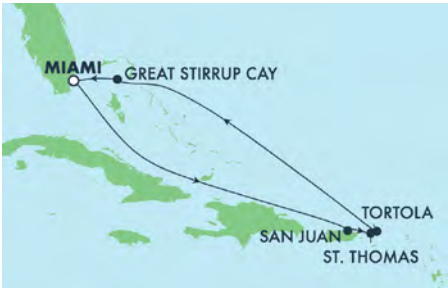 MIAMI
GREAT STIRRUP CAY
TORTOLA
SAN JUAN
ST. THOMAS